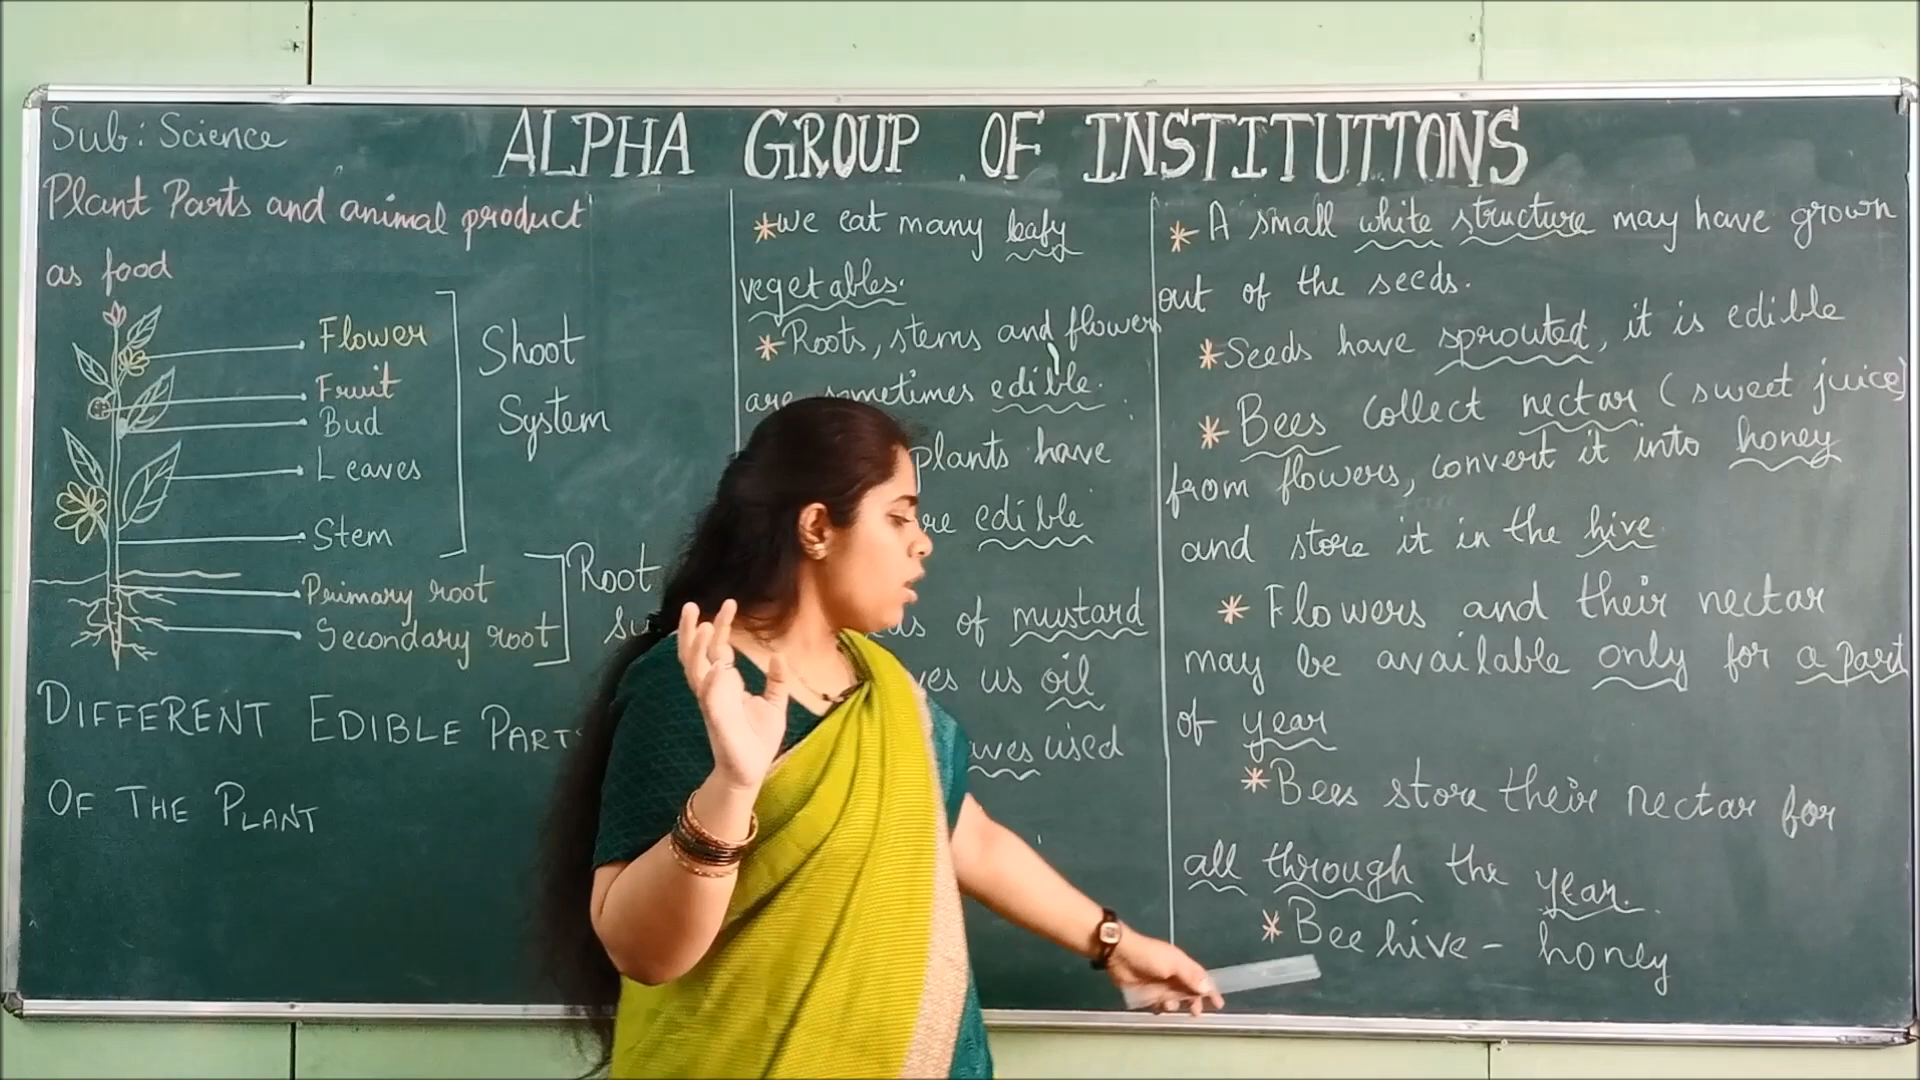 Sub: Science
ALPHA GROUP OF INSTITUTTONS
Plant Parts and animal product
as food
Flower
Fruit
Bud
Leaves
Stem
Shoot
System
Primary root
Secondary root
Root
DIFFERENT EDIBLE PARTS
OF THE PLANT
*we eat many leafy
vegetables.
*Roots, stems and flower
are sometimes edible.
plants have
edible
of mustard
us oil
used
* A small white structure may have grown
out of the seeds.
*Seeds have sprouted, it is edible
* Bees collect nectar (sweet juice)
from flowers, convert it into honey
and store it in the hive
* Flowers and their nectar
may be available only for a part
of year
*Bees store their nectar for
all through the year.
*Bee hive - honey